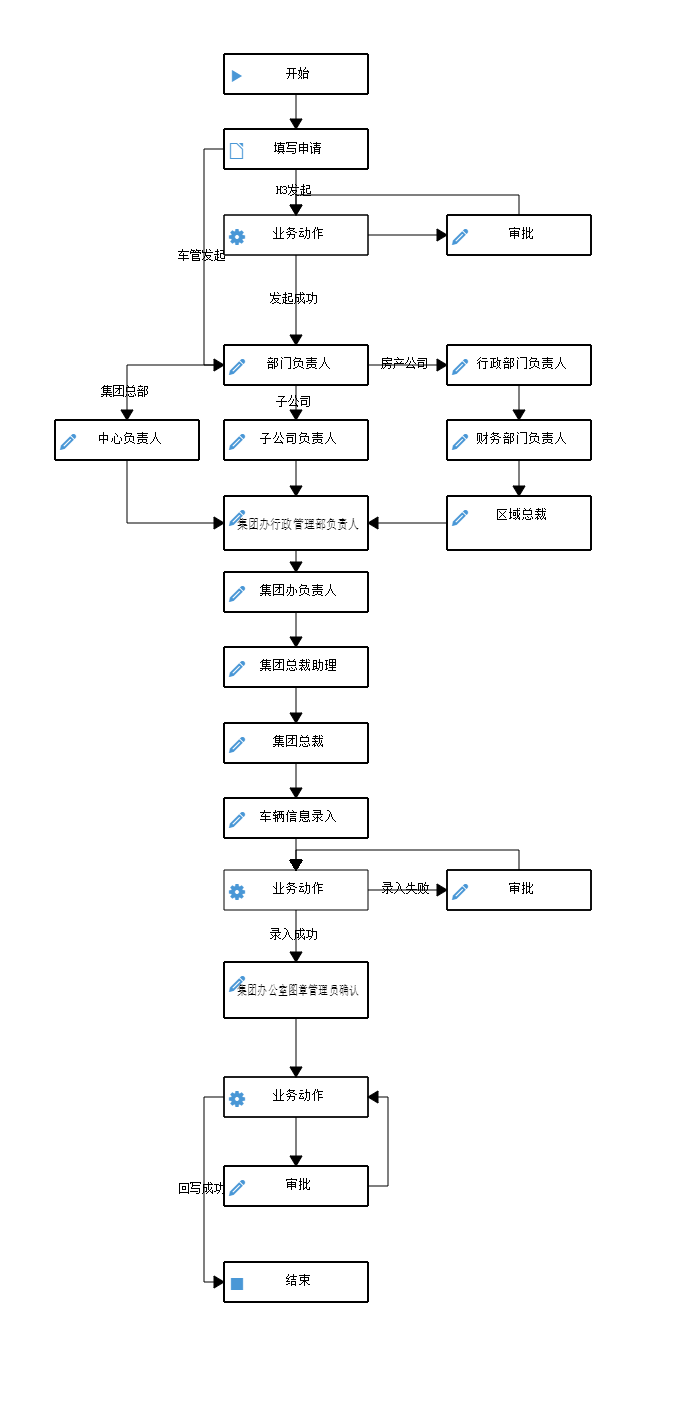 开始
填写申请
H3发起
业务动作
审批
车管发起
发起成功
部门负责人
房产公司
行政部门负责人
集团总部
子公司
中心负责人
子公司负责人
财务部门负责人
集团办行政管理部负责人
区域总裁
集团办负责人
集团总裁助理
集团总裁
车辆信息录入
业务动作
录入失败
审批
录入成功
集团办公室图章管理员确认
业务动作
审批
回写成功
结束